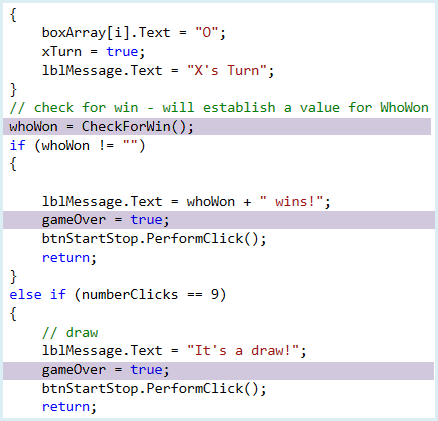 {
boxArray[i].Text = "O";
xTurn = true;
lblMessage.Text = "X's Turn";
}
// check for win - will establish a value for WhoWon
whoWon = CheckForWin();
if (whoWon != "")
{
lblMessage.Text = whoWon + " wins!";
gameOver = true;
btnStartStop.PerformClick();
return;
}
else if (numberClicks == 9)
{
// draw
lblMessage.Text = "It's a draw!";
gameOver = true;
btnStartStop.PerformClick();
return;